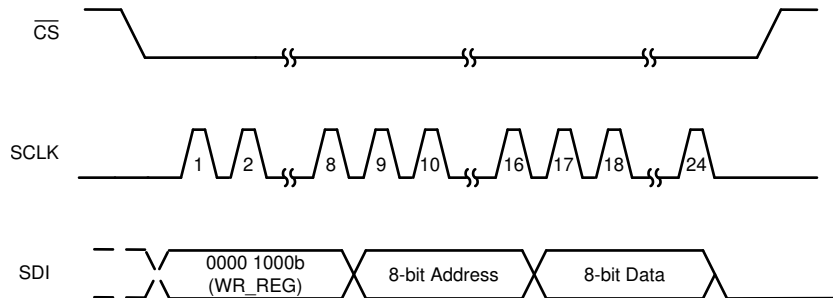 CS
SCLK
1 2 8 9 10 16 17 18 24
SDI
0000 1000b
(WR_REG)
8-bit Address
8-bit Data